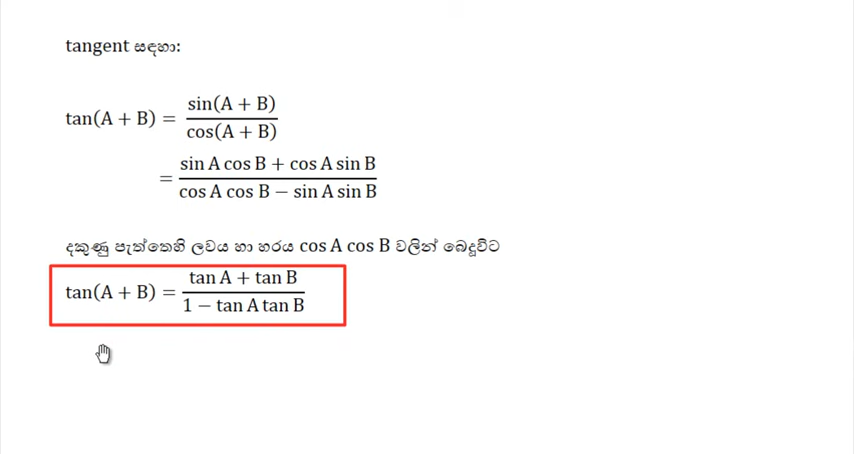 tangent සඳහා:
tan(A + B) = sin(A + B) / cos(A + B)
= sin A cos B + cos A sin B / cos A cos B − sin A sin B
දකුණු පැත්තෙහි ලවය හා හරය cos A cos B වලින් බෙදූවිට
tan(A + B) = tan A + tan B / 1 − tan A tan B